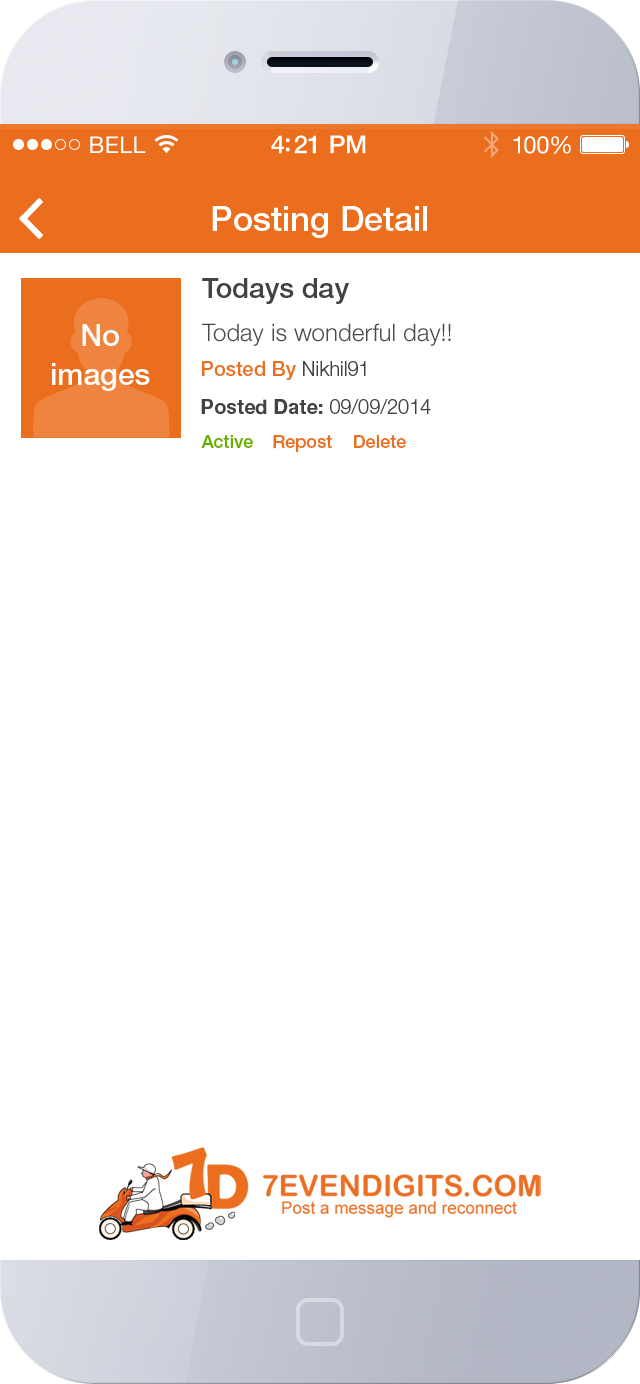 BELL 4:21 PM 100%
Posting Detail
No
images
Todays day
Today is wonderful day!!
Posted By Nikhil91
Posted Date: 09/09/2014
Active Repost Delete
7D
7EVENDIGITS.COM
Post a message and reconnect